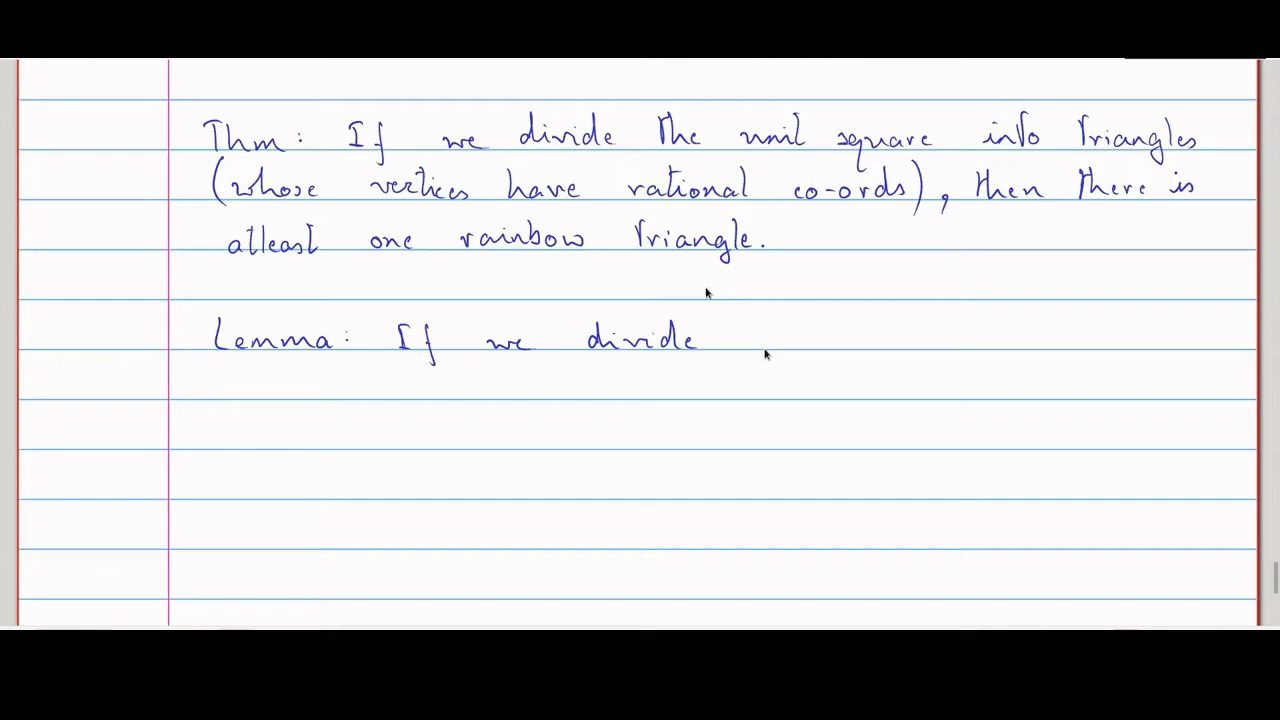 Thm: If we divide the unit square into triangles
(whose vertices have rational co-ords), then there is
atleast one rainbow triangle.
Lemma: If we divide